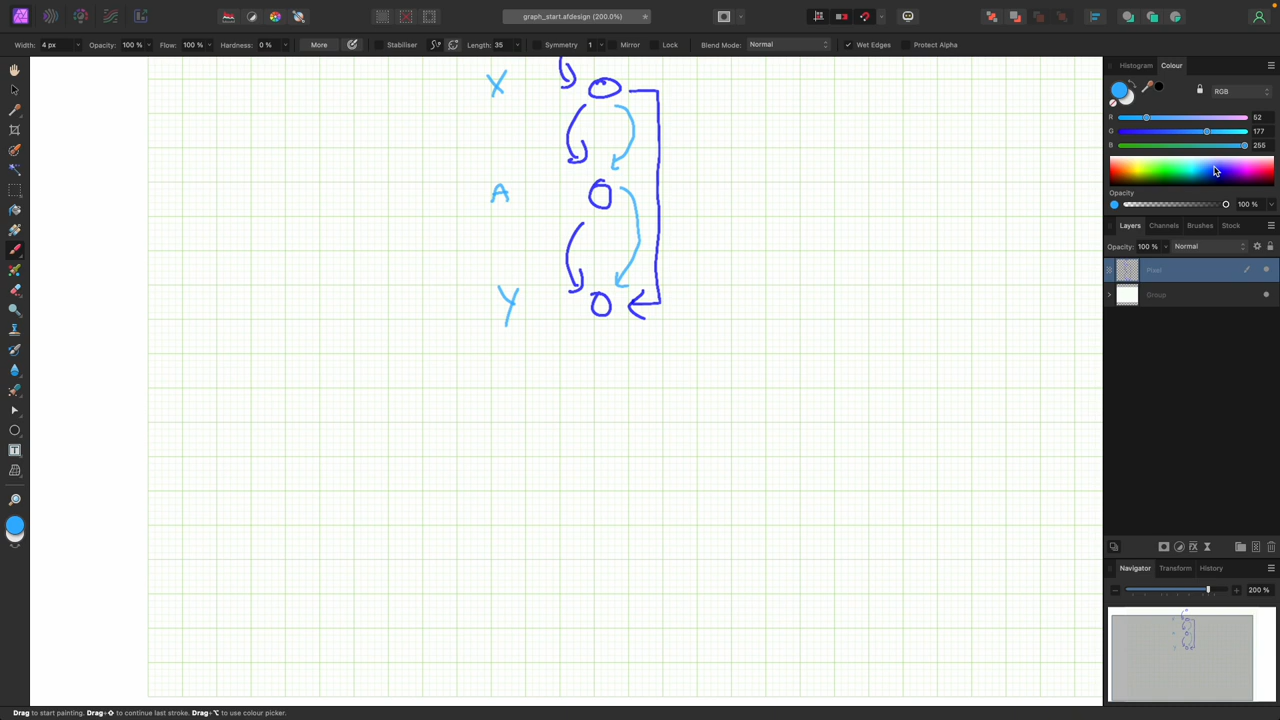 graph_start.afdesign (200.0%)
Width: 4 px Opacity: 100 % Flow: 100 % Hardness: 0 % More Stabiliser Length: 35 Symmetry 1 Mirror Lock Blend Mode: Normal Wet Edges Protect Alpha
Histogram Colour
RGB
R 52
G 177
B 255
Opacity
100 %
Layers Channels Brushes Stock
Opacity: 100 % Normal
Pixel
Group
X
A
Y
Navigator Transform History
200 %
Drag to start painting. Drag+⇧ to continue last stroke. Drag+⌥ to use colour picker.